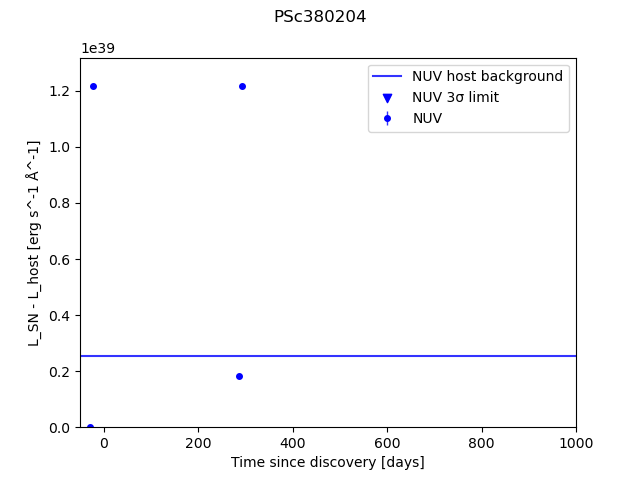 PSc380204
1e39
NUV host background
NUV 3σ limit
NUV
1.2
1.0
0.8
0.6
0.4
0.2
0.0
L_SN - L_host [erg s^-1 Å^-1]
0 200 400 600 800 1000
Time since discovery [days]